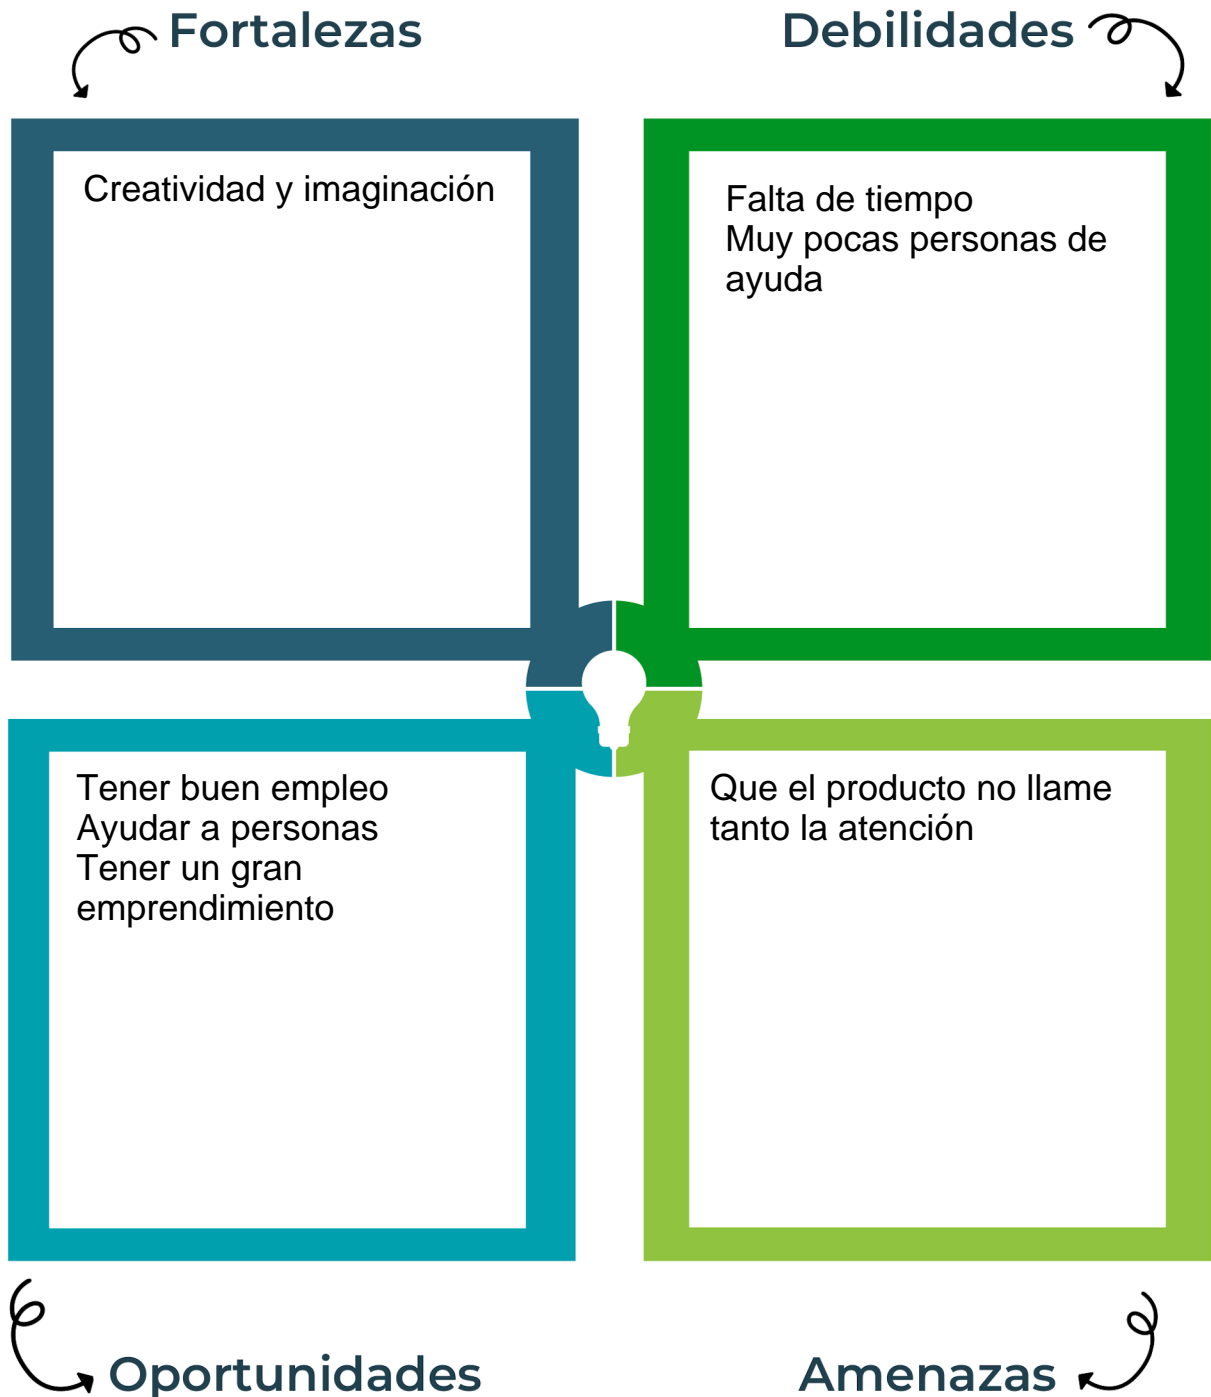 Fortalezas
Debilidades
Creatividad y imaginación
Falta de tiempo
Muy pocas personas de
ayuda
Tener buen empleo
Ayudar a personas
Tener un gran
emprendimiento
Que el producto no llame
tanto la atención
Oportunidades
Amenazas